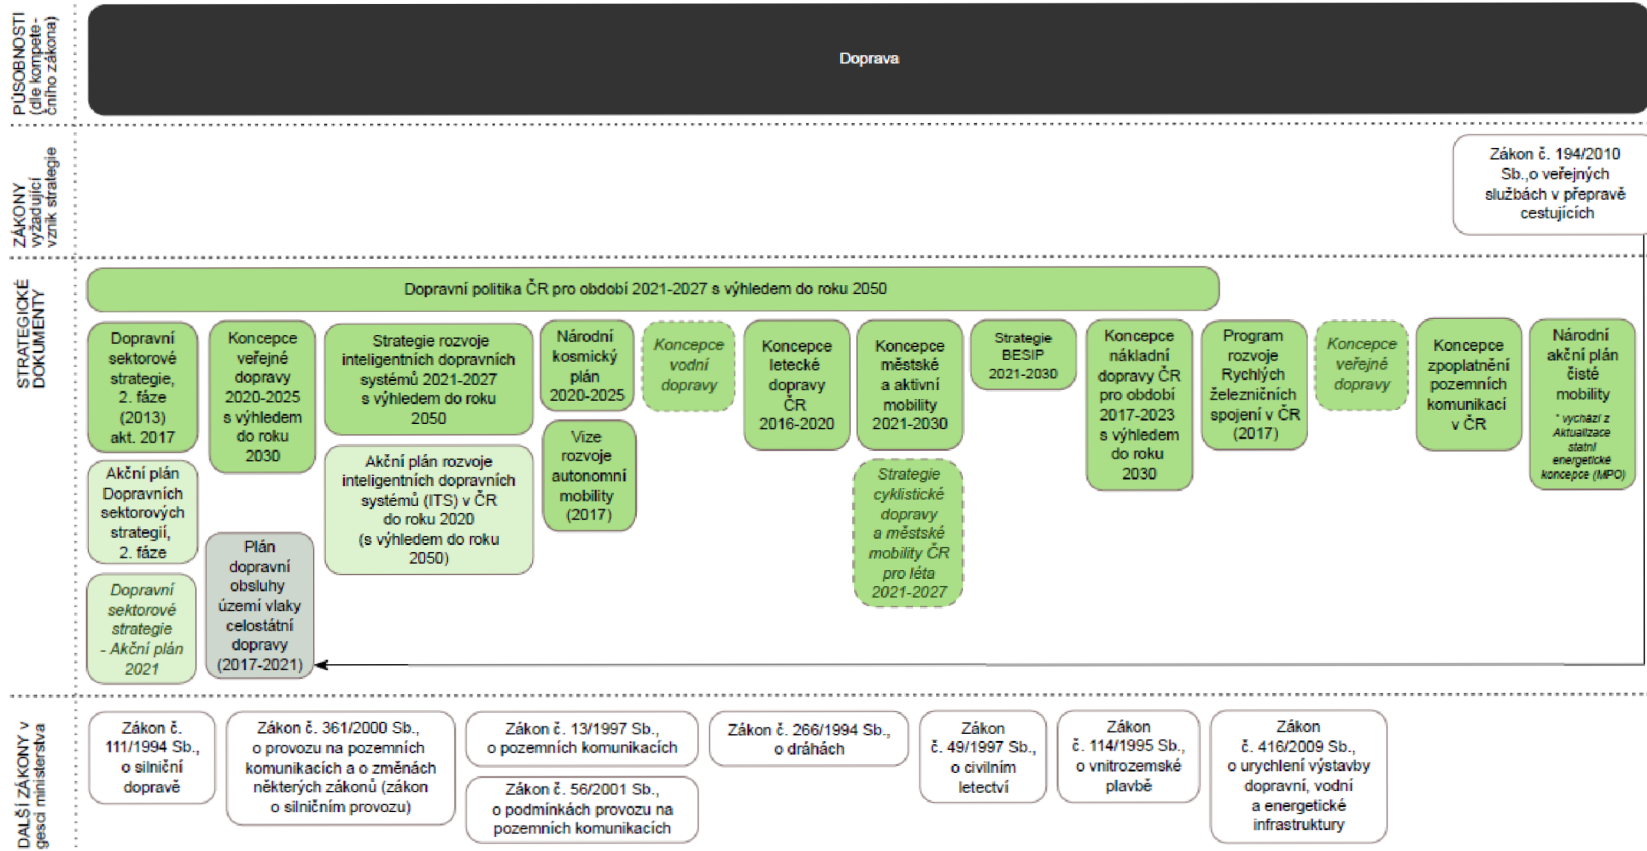 PŮSOBNOSTI
(dle kompete-
čního zákona)
Doprava
ZÁKONY
vyžadující
vznik strategie
Zákon č. 194/2010
Sb.,o veřejných
službách v přepravě
cestujících
STRATEGICKÉ
DOKUMENTY
Dopravní politika ČR pro období 2021-2027 s výhledem do roku 2050
Dopravní
sektorové
strategie,
2. fáze
(2013)
akt. 2017
Akční plán
Dopravních
sektorových
strategií,
2. fáze
Dopravní
sektorové
strategie
- Akční plán
2021
Koncepce
veřejné
dopravy
2020-2025
s výhledem
do roku
2030
Plán
dopravní
obsluhy
území vlaky
celostátní
dopravy
(2017-2021)
Strategie rozvoje
inteligentních dopravních
systémů 2021-2027
s výhledem do roku
2050
Akční plán rozvoje
inteligentních dopravních
systémů (ITS) v ČR
do roku 2020
(s výhledem do roku
2050)
Národní
kosmický
plán
2020-2025
Vize
rozvoje
autonomní
mobility
(2017)
Koncepce
vodní
dopravy
Koncepce
letecké
dopravy
ČR
2016-2020
Koncepce
městské
a aktivní
mobility
2021-2030
Strategie
cyklistické
dopravy
a městské
mobility ČR
pro léta
2021-2027
Strategie
BESIP
2021-2030
Koncepce
nákladní
dopravy ČR
pro období
2017-2023
s výhledem
do roku
2030
Program
rozvoje
Rychlých
železničních
spojení v ČR
(2017)
Koncepce
veřejné
dopravy
Koncepce
zpoplatnění
pozemních
komunikací
v ČR
Národní
akční plán
čisté
mobility
* vychází z
Aktualizace
statni
energetické
koncepce (MPO)
DALŠÍ ZÁKONY v
gesci ministerstva
Zákon č.
111/1994 Sb.,
o silniční
dopravě
Zákon č. 361/2000 Sb.,
o provozu na pozemních
komunikacích a o změnách
některých zákonů (zákon
o silničním provozu)
Zákon č. 13/1997 Sb.,
o pozemních komunikacích
Zákon č. 56/2001 Sb.,
o podmínkách provozu na
pozemních komunikacích
Zákon č. 266/1994 Sb.,
o dráhách
Zákon
č. 49/1997 Sb.,
o civilním
letectví
Zákon
č. 114/1995 Sb.,
o vnitrozemské
plavbě
Zákon
č. 416/2009 Sb.,
o urychlení výstavby
dopravní, vodní
a energetické
infrastruktury